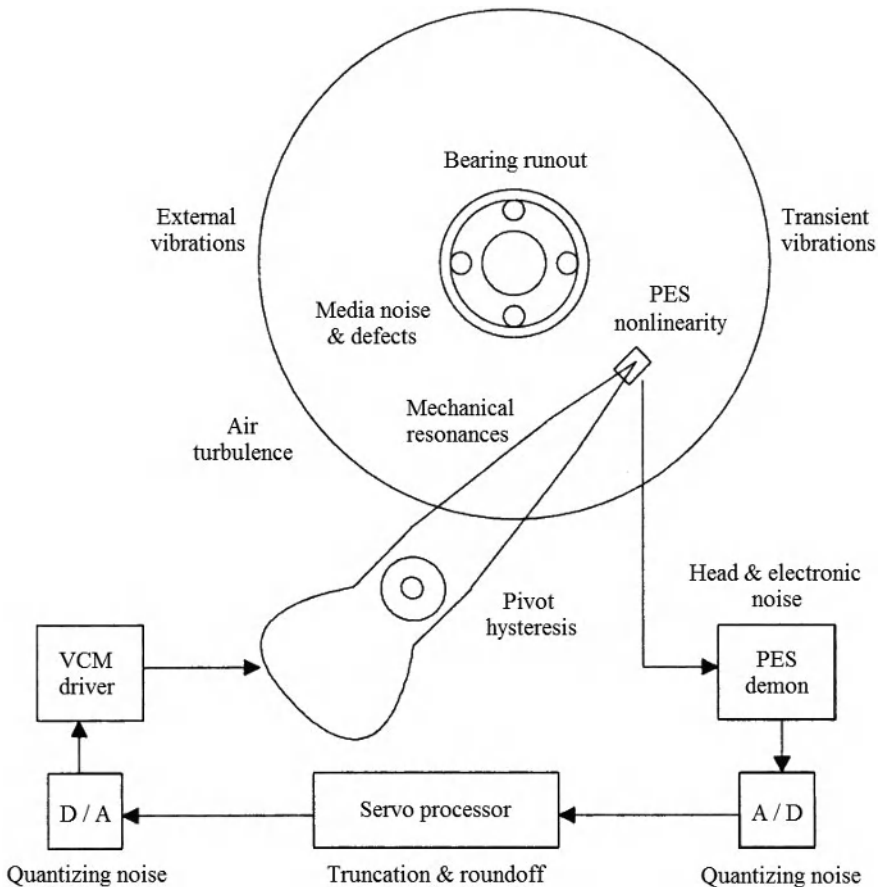 Bearing runout
External
vibrations
Transient
vibrations
PES
nonlinearity
Media noise
& defects
Mechanical
resonances
Air
turbulence
Head & electronic
noise
Pivot
hysteresis
VCM
driver
PES
demon
D / A
Servo processor
A / D
Quantizing noise
Truncation & roundoff
Quantizing noise